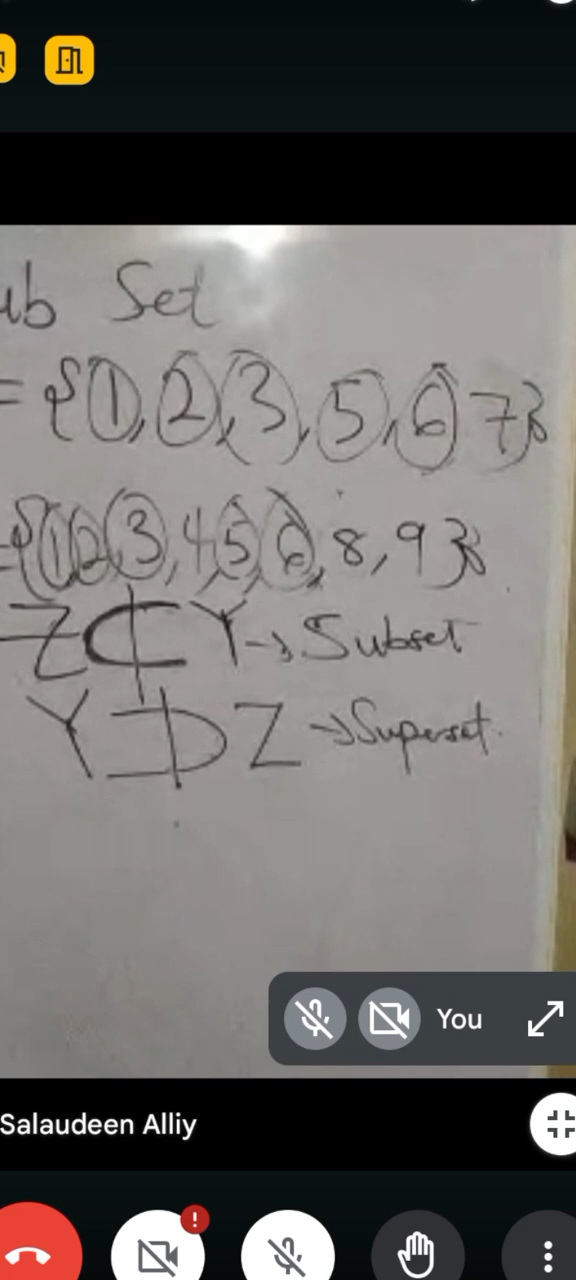 ub Set
= {1, 2, 3, 5, 6, 7}
= {1, 2, 3, 4, 5, 6, 8, 9}
Z ⊄ Y → Subset
Y ⊅ Z → Superset.
You
Salaudeen Alliy
!